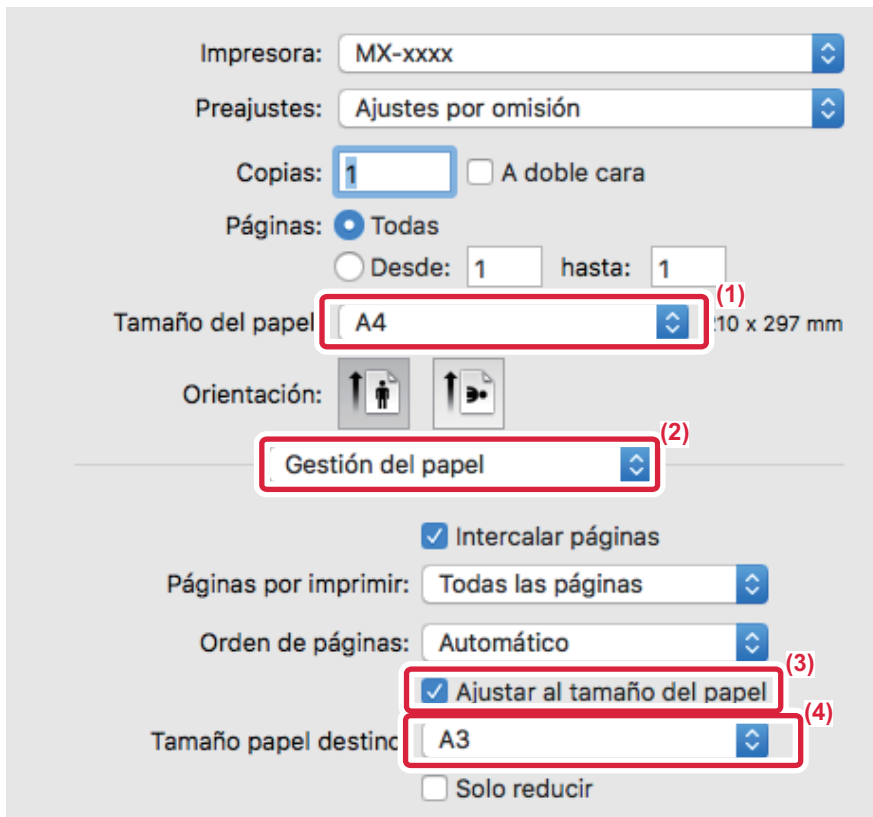 Impresora: MX-xxxx
Preajustes: Ajustes por omisión
Copias: 1 A doble cara
Páginas: Todas
Desde: 1 hasta: 1
(1)
Tamaño del papel A4 210 x 297 mm
Orientación:
(2)
Gestión del papel
Intercalar páginas
Páginas por imprimir: Todas las páginas
Orden de páginas: Automático
(3)
Ajustar al tamaño del papel
(4)
Tamaño papel destino A3
Solo reducir